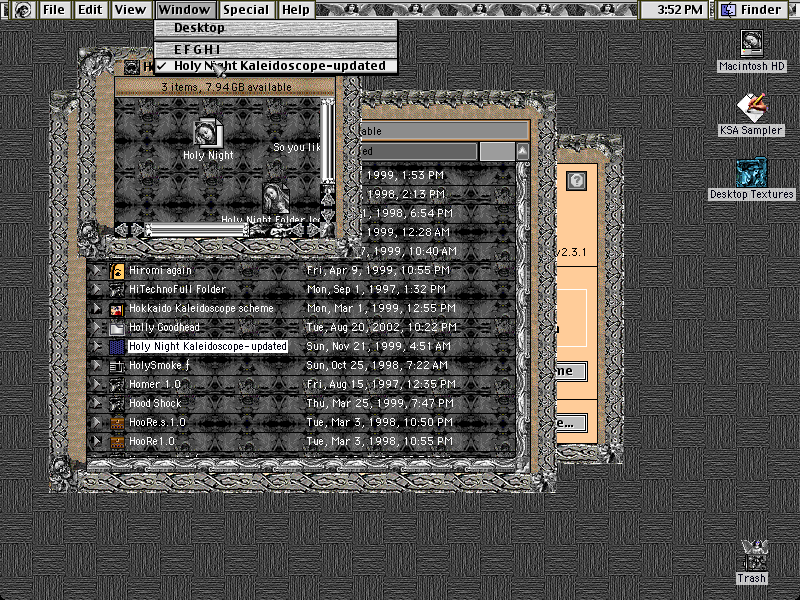 File Edit View Window Special Help 3:52 PM Finder
Desktop
E F G H I
✓ Holy Night Kaleidoscope-updated
3 items, 7.94 GB available
Holy Night
So you lik
Holy Night Folder Ic
able
ed
1999, 1:53 PM
1998, 2:13 PM
1, 1998, 6:54 PM
1999, 12:28 AM
7, 1999, 10:40 AM
Hiromi again Fri, Apr 9, 1999, 10:55 PM
HiTechnoFull Folder Mon, Sep 1, 1997, 1:32 PM
Hokkaido Kaleidoscope scheme Mon, Mar 1, 1999, 12:55 PM
Holly Goodhead Tue, Aug 20, 2002, 10:22 PM
Holy Night Kaleidoscope-updated Sun, Nov 21, 1999, 4:51 AM
HolySmoke ƒ Sun, Oct 25, 1998, 7:22 AM
Homer 1.0 Fri, Aug 15, 1997, 12:35 PM
Hood Shock Thu, Mar 25, 1999, 7:47 PM
HooRe.s.1.0 Tue, Mar 3, 1998, 10:50 PM
HooRe1.0 Tue, Mar 3, 1998, 10:55 PM
?
v2.3.1
me
e...
Macintosh HD
KSA Sampler
Desktop Textures
Trash